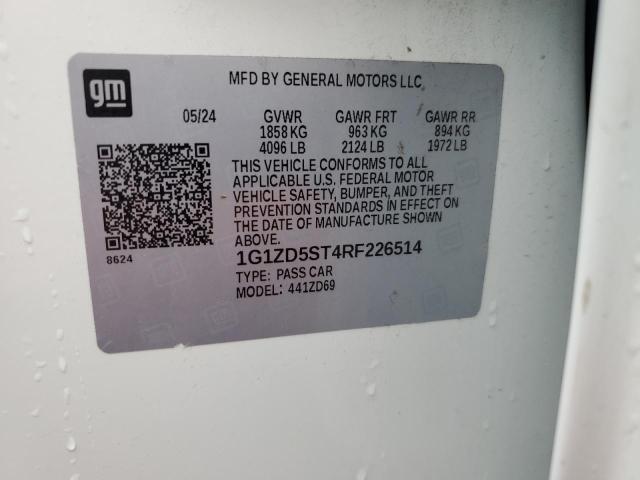 gm
MFD BY GENERAL MOTORS LLC
05/24 GVWR GAWR FRT GAWR RR
1858 KG 963 KG 894 KG
4096 LB 2124 LB 1972 LB
THIS VEHICLE CONFORMS TO ALL
APPLICABLE U.S. FEDERAL MOTOR
VEHICLE SAFETY, BUMPER, AND THEFT
PREVENTION STANDARDS IN EFFECT ON
THE DATE OF MANUFACTURE SHOWN
ABOVE.
8624
1G1ZD5ST4RF226514
TYPE: PASS CAR
MODEL: 441ZD69